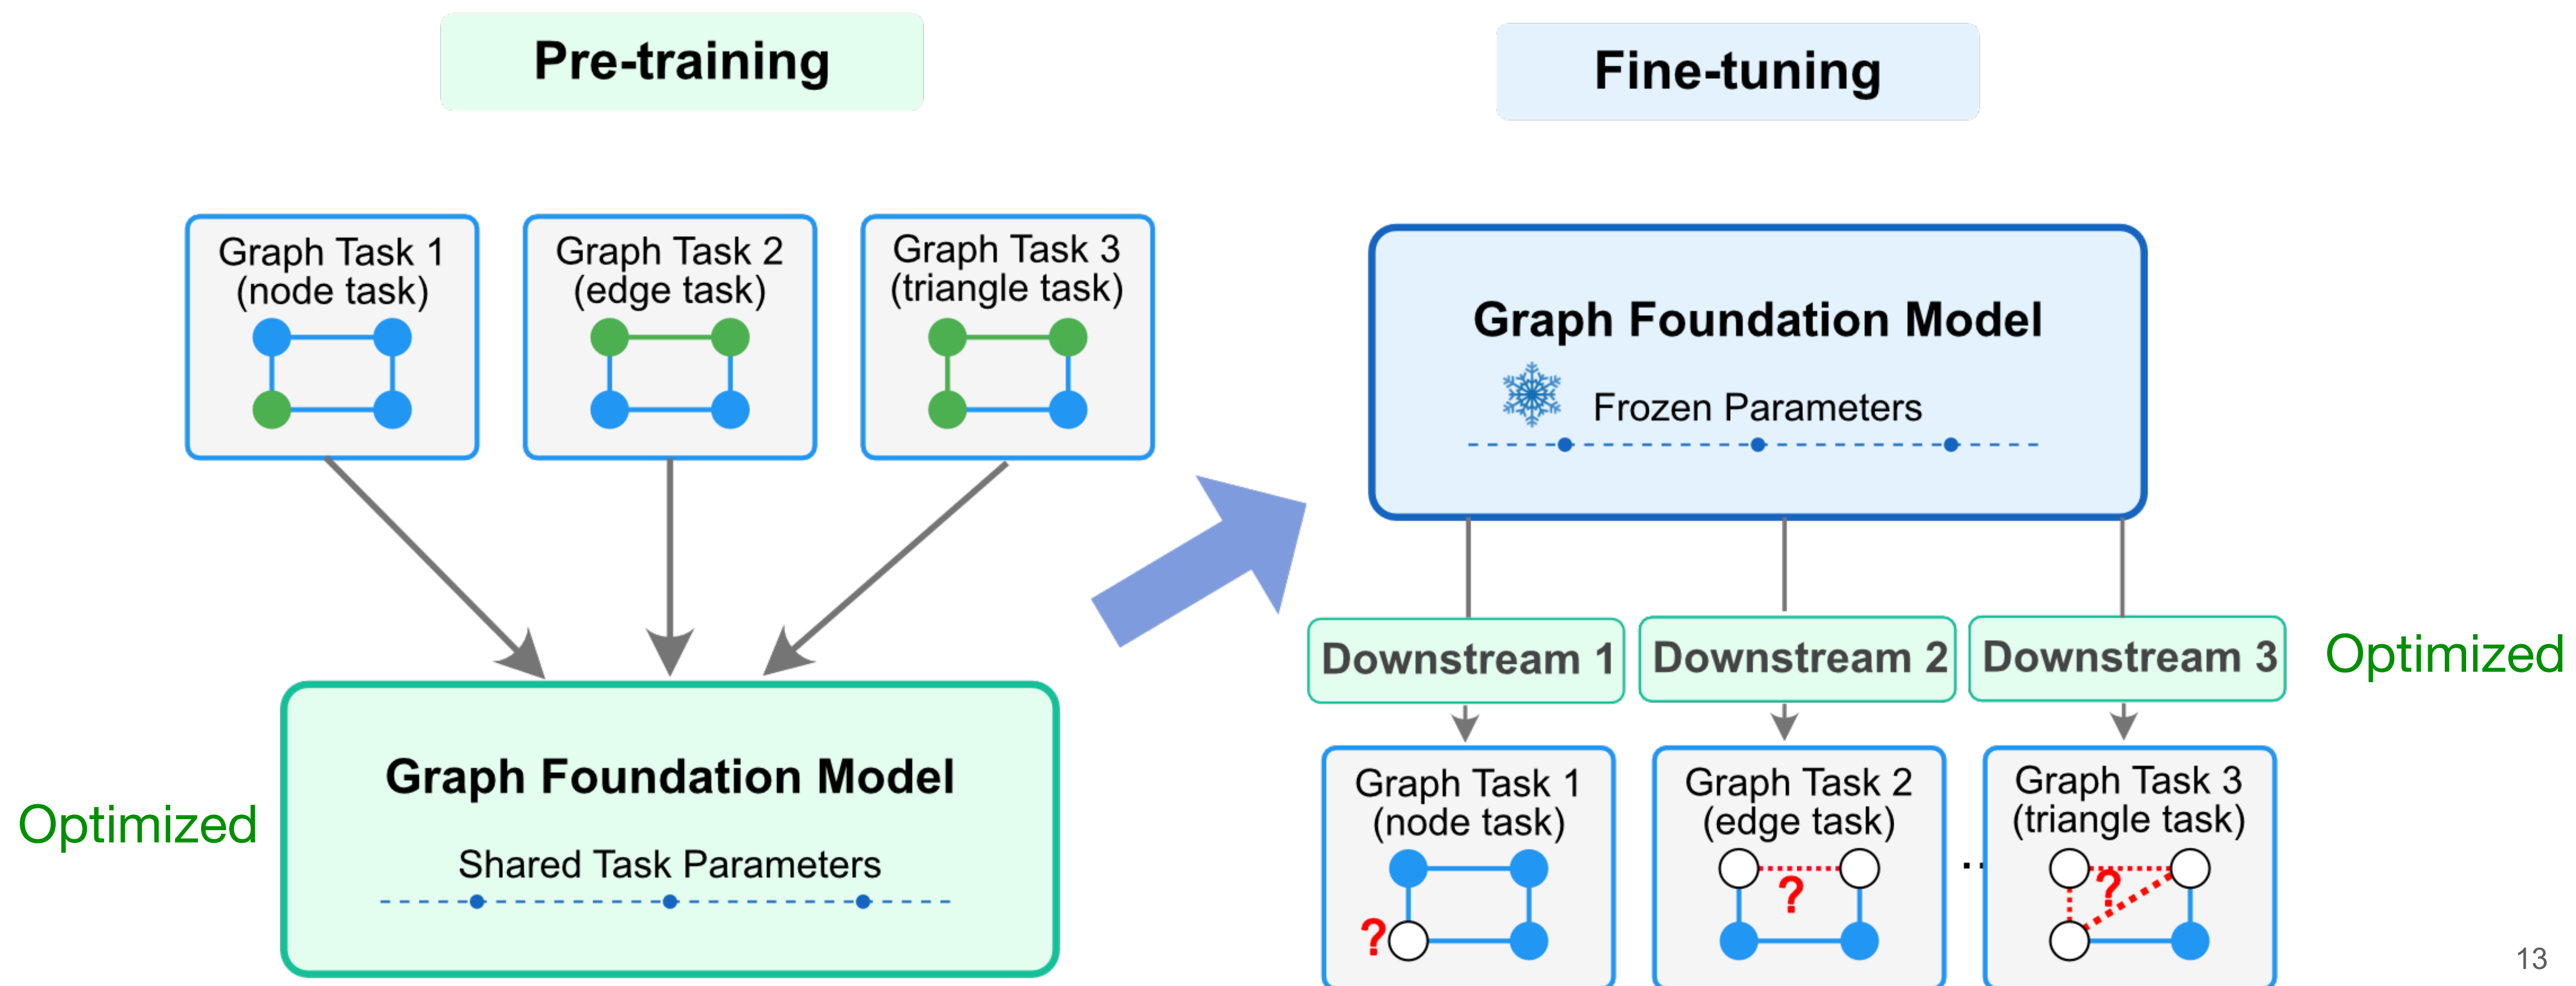 Pre-training
Graph Task 1
(node task)
Graph Task 2
(edge task)
Graph Task 3
(triangle task)
Optimized
Graph Foundation Model
Shared Task Parameters
Fine-tuning
Graph Foundation Model
Frozen Parameters
Downstream 1
Downstream 2
Downstream 3
Optimized
Graph Task 1
(node task)
?
Graph Task 2
(edge task)
?
..
Graph Task 3
(triangle task)
?
13